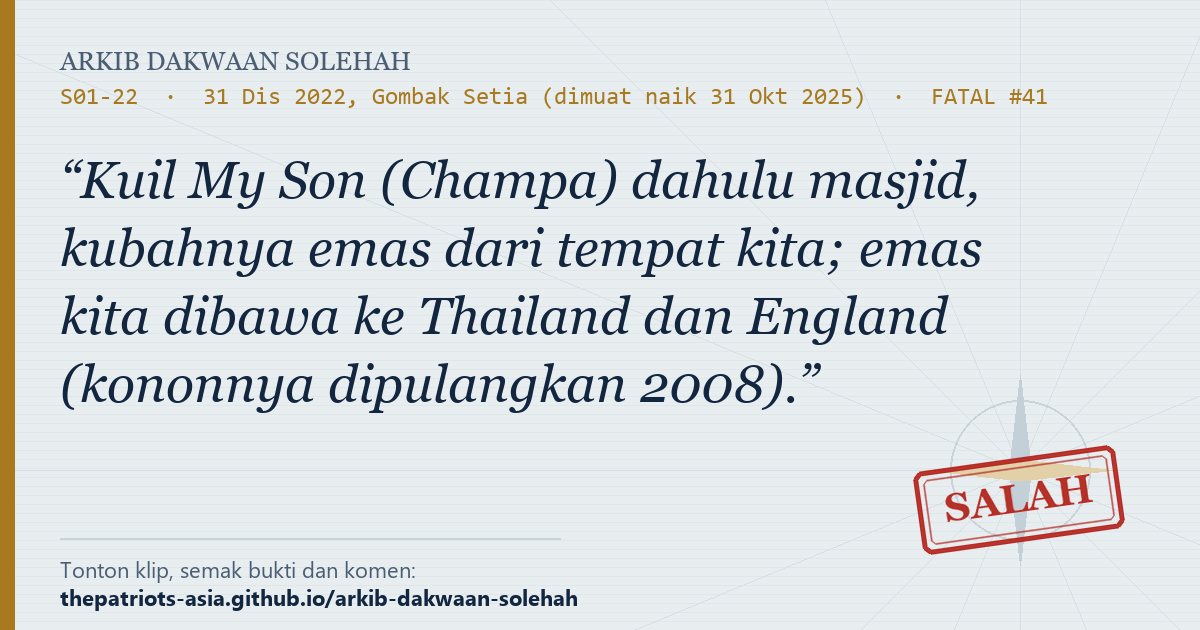 ARKIB DAKWAAN SOLEHAH
S01-22 · 31 Dis 2022, Gombak Setia (dimuat naik 31 Okt 2025) · FATAL #41
“Kuil My Son (Champa) dahulu masjid,
kubahnya emas dari tempat kita; emas
kita dibawa ke Thailand dan England
(kononnya dipulangkan 2008).”
SALAH
Tonton klip, semak bukti dan komen:
thepatriots-asia.github.io/arkib-dakwaan-solehah